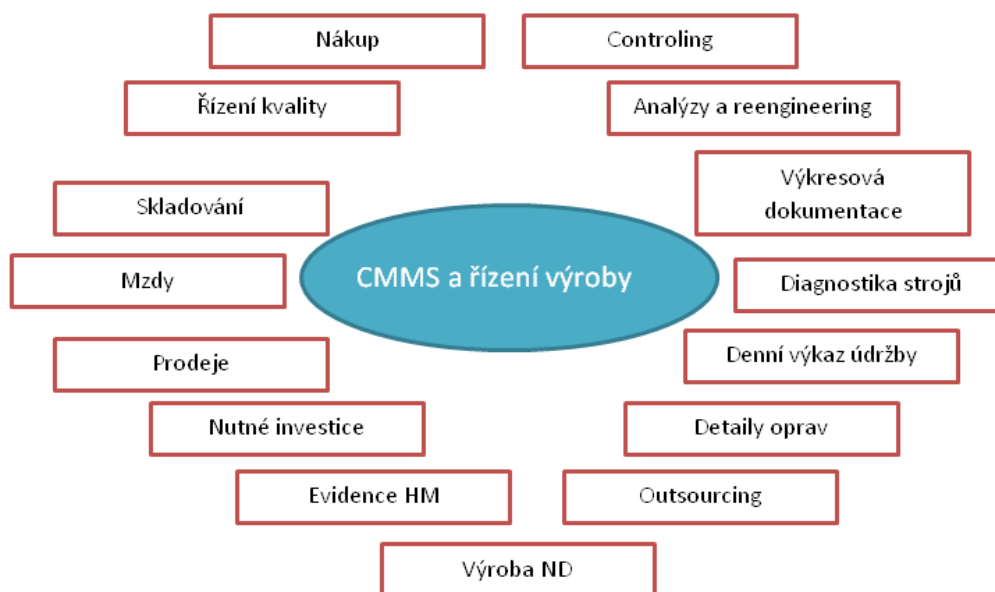 Nákup
Controling
Řízení kvality
Analýzy a reengineering
Výkresová
dokumentace
Skladování
CMMS a řízení výroby
Mzdy
Diagnostika strojů
Prodeje
Denní výkaz údržby
Nutné investice
Detaily oprav
Evidence HM
Outsourcing
Výroba ND